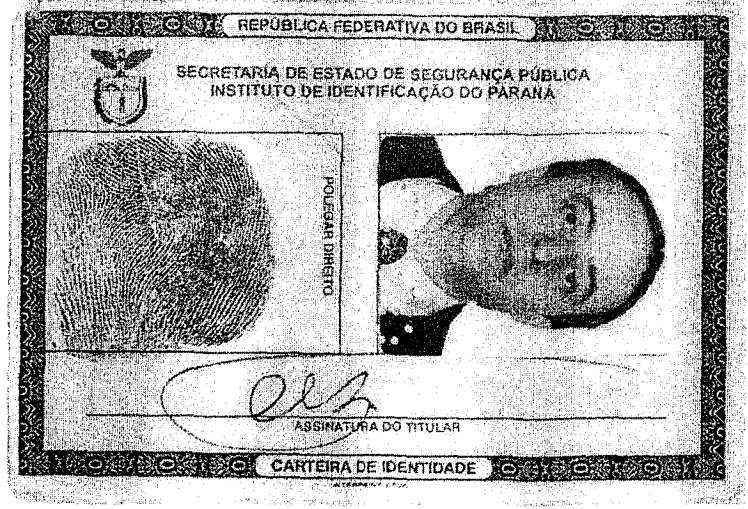 REPÚBLICA FEDERATIVA DO BRASIL
SECRETARIA DE ESTADO DE SEGURANÇA PÚBLICA
INSTITUTO DE IDENTIFICAÇÃO DO PARANÁ
POLEGAR DIREITO
ASSINATURA DO TITULAR
CARTEIRA DE IDENTIDADE